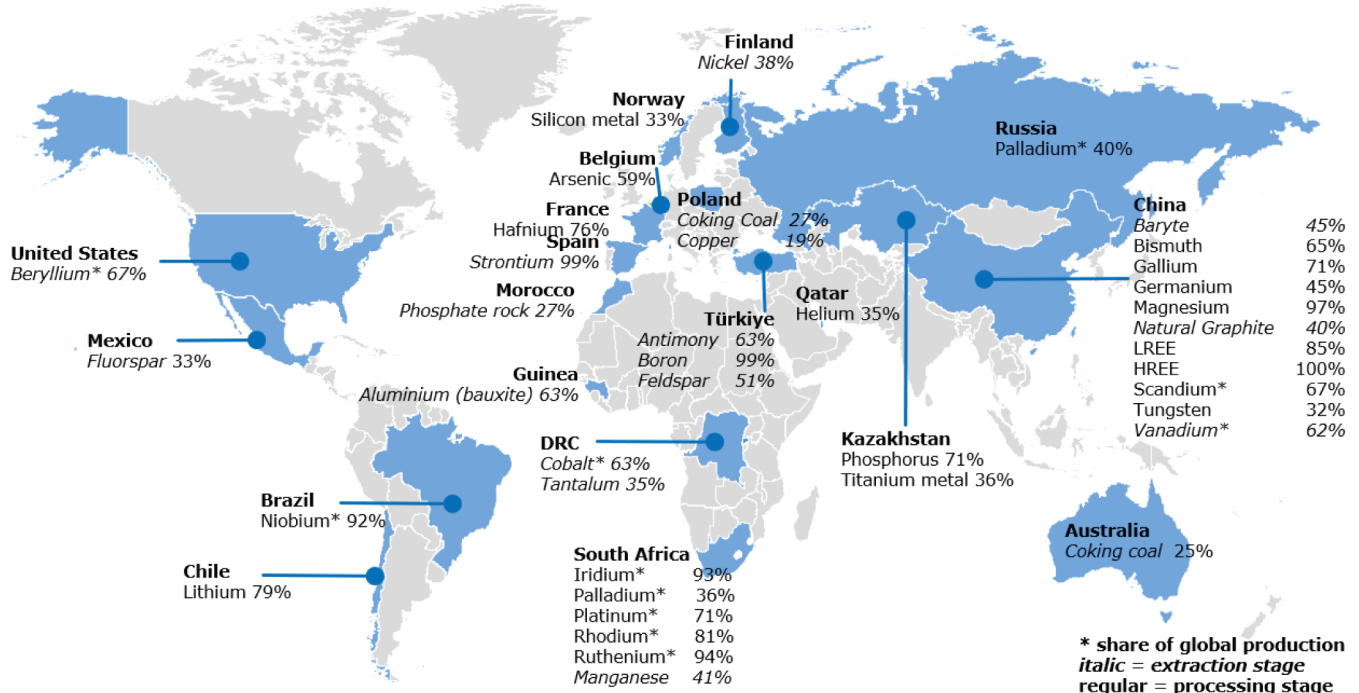 Finland
Nickel 38%
Norway
Silicon metal 33%
Russia
Palladium* 40%
Belgium
Arsenic 59%
Poland
Coking Coal 27%
Copper 19%
France
Hafnium 76%
Spain
Strontium 99%
China
Baryte 45%
Bismuth 65%
Gallium 71%
Germanium 45%
Magnesium 97%
Natural Graphite 40%
LREE 85%
HREE 100%
Scandium* 67%
Tungsten 32%
Vanadium* 62%
United States
Beryllium* 67%
Morocco
Phosphate rock 27%
Qatar
Helium 35%
Türkiye
Antimony 63%
Boron 99%
Feldspar 51%
Mexico
Fluorspar 33%
Guinea
Aluminium (bauxite) 63%
DRC
Cobalt* 63%
Tantalum 35%
Kazakhstan
Phosphorus 71%
Titanium metal 36%
Brazil
Niobium* 92%
Australia
Coking coal 25%
Chile
Lithium 79%
South Africa
Iridium* 93%
Palladium* 36%
Platinum* 71%
Rhodium* 81%
Ruthenium* 94%
Manganese 41%
* share of global production
italic = extraction stage
regular = processing stage